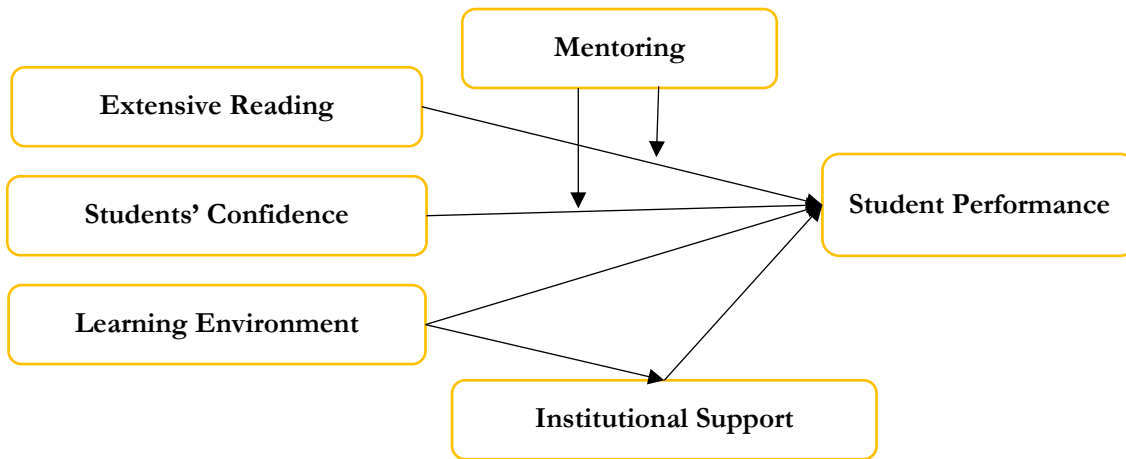 Mentoring
Extensive Reading
Students’ Confidence
Student Performance
Learning Environment
Institutional Support